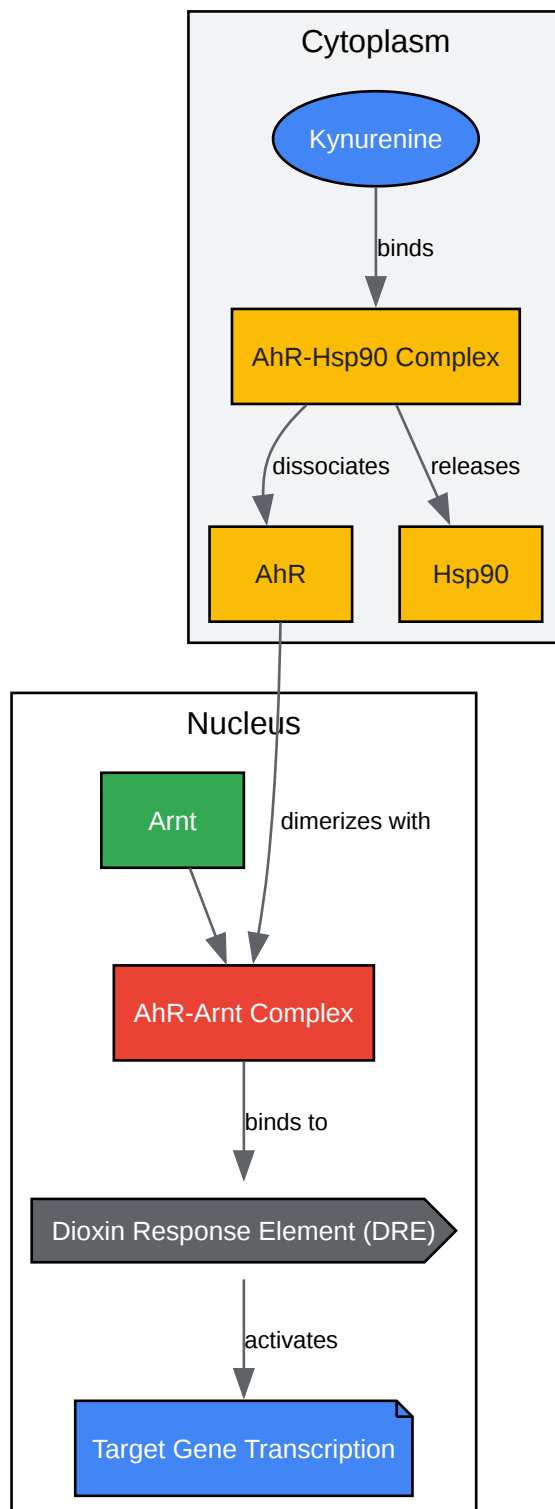 Cytoplasm
Kynurenine
binds
AhR-Hsp90 Complex
dissociates
releases
AhR
Hsp90
Nucleus
Arnt
dimerizes with
AhR-Arnt Complex
binds to
Dioxin Response Element (DRE)
activates
Target Gene Transcription